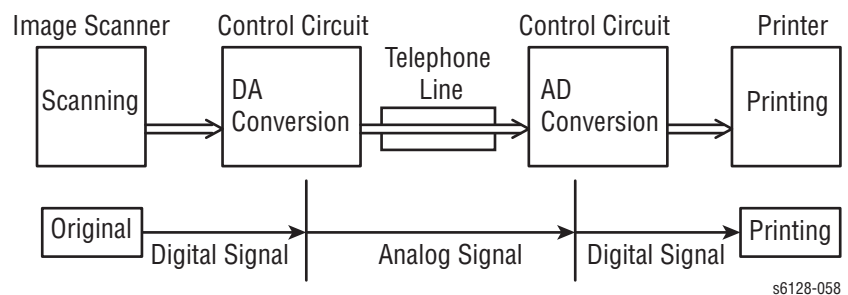 Image Scanner
Control Circuit
Control Circuit
Printer
Telephone
Line
Scanning
DA
Conversion
AD
Conversion
Printing
Original
Printing
Digital Signal
Analog Signal
Digital Signal
s6128-058